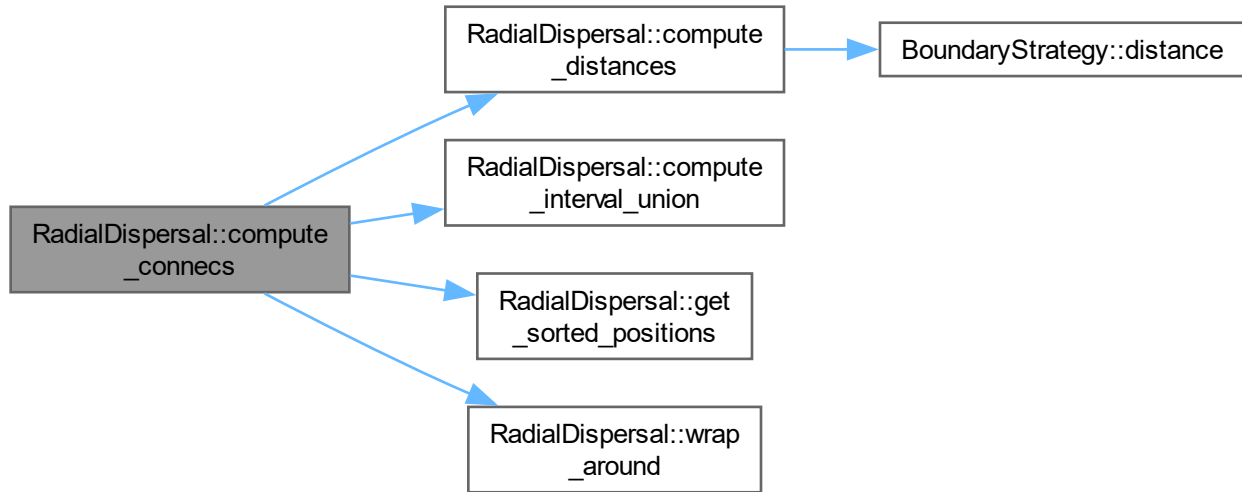 RadialDispersal::compute
_connecs
RadialDispersal::compute
_distances
BoundaryStrategy::distance
RadialDispersal::compute
_interval_union
RadialDispersal::get
_sorted_positions
RadialDispersal::wrap
_around